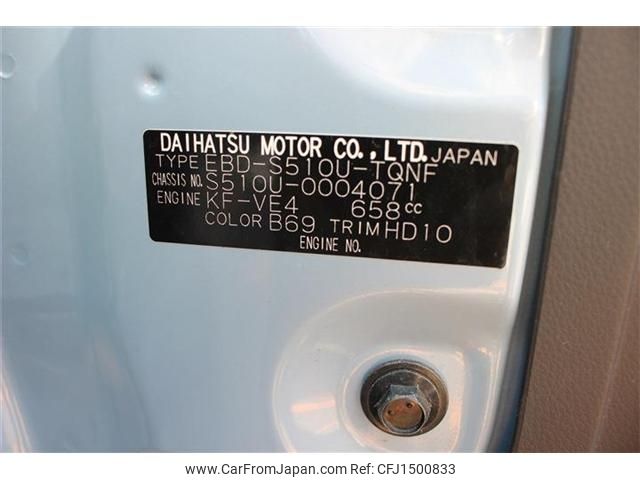 DAIHATSU MOTOR CO., LTD. JAPAN
TYPE EBD-S510U-TQNF
CHASSIS NO. S510U-0004071
ENGINE KF-VE4 658cc
COLOR B69 TRIM HD10
ENGINE NO.
© www.CarFromJapan.com ID: CFJ1500833